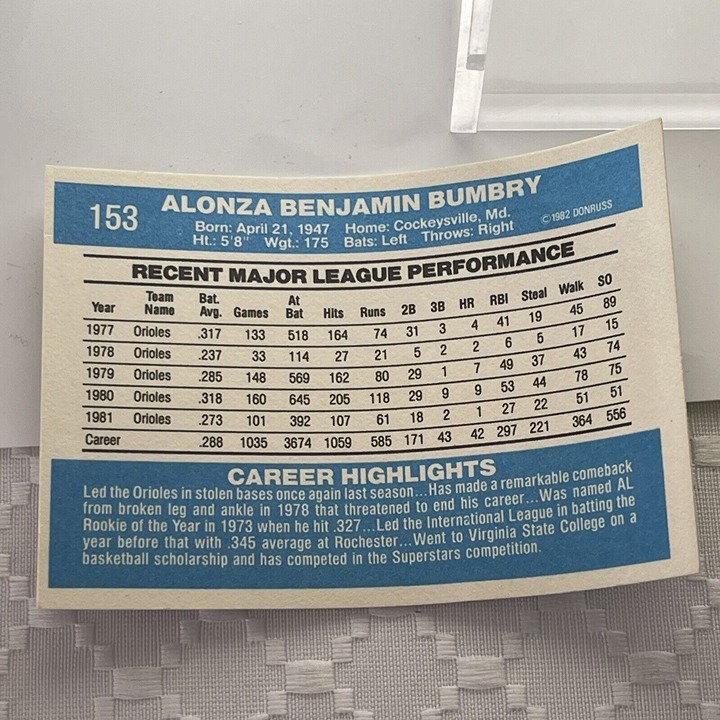 153
ALONZA BENJAMIN BUMBRY
Born: April 21, 1947 Home: Cockeysville, Md.
Ht.: 5'8" Wgt.: 175 Bats: Left Throws: Right
©1982 DONRUSS
RECENT MAJOR LEAGUE PERFORMANCE
Year Team Name Bat. Avg. Games At Bat Hits Runs 2B 3B HR RBI Steal Walk SO
1977 Orioles .317 133 518 164 74 31 3 4 41 19 45 89
1978 Orioles .237 33 114 27 21 5 2 2 6 5 17 15
1979 Orioles .285 148 569 162 80 29 1 7 49 37 43 74
1980 Orioles .318 160 645 205 118 29 9 9 53 44 78 75
1981 Orioles .273 101 392 107 61 18 2 1 27 22 51 51
Career .288 1035 3674 1059 585 171 43 42 297 221 364 556
CAREER HIGHLIGHTS
Led the Orioles in stolen bases once again last season...Has made a remarkable comeback
from broken leg and ankle in 1978 that threatened to end his career...Was named AL
Rookie of the Year in 1973 when he hit .327...Led the International League in batting the
year before that with .345 average at Rochester...Went to Virginia State College on a
basketball scholarship and has competed in the Superstars competition.